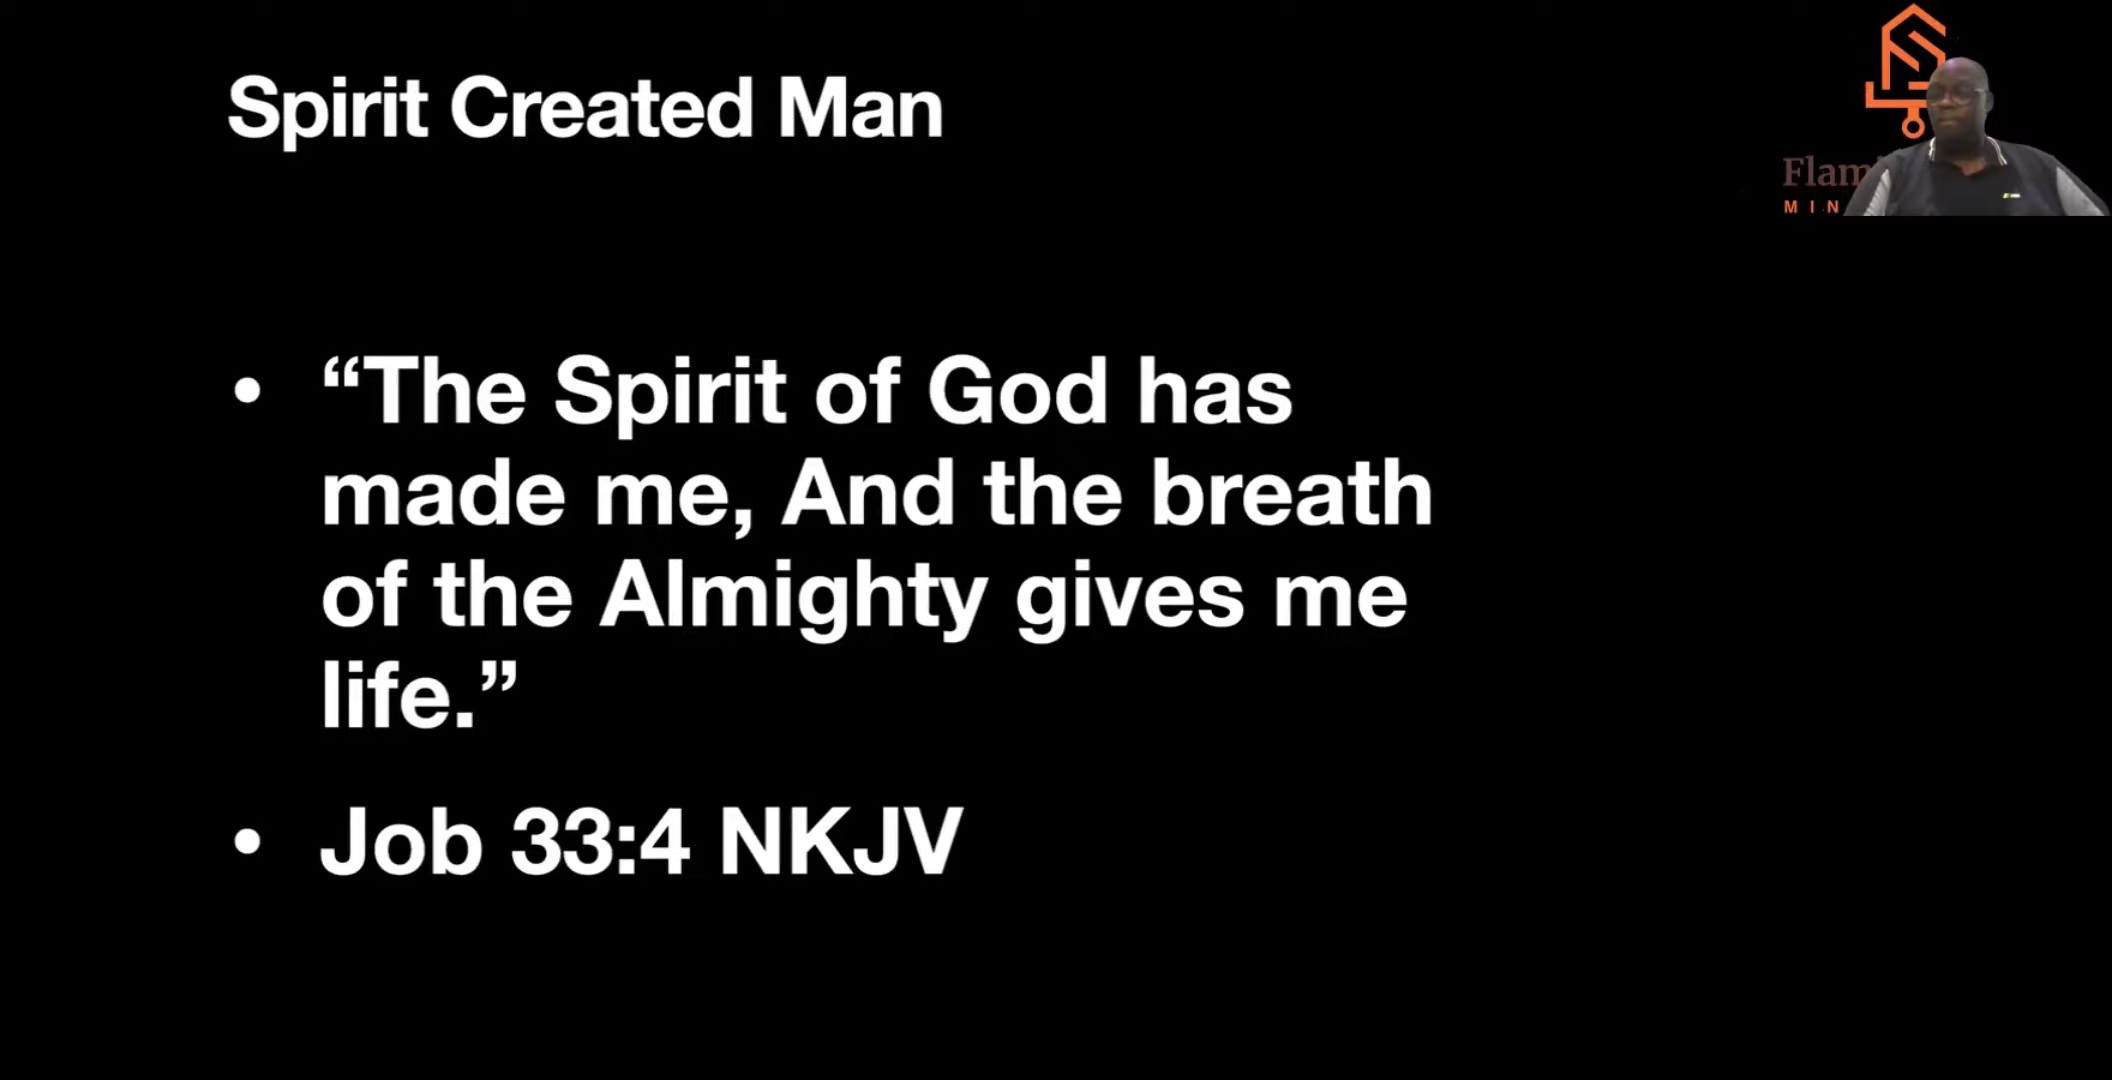 Spirit Created Man
• “The Spirit of God has
made me, And the breath
of the Almighty gives me
life.”
• Job 33:4 NKJV